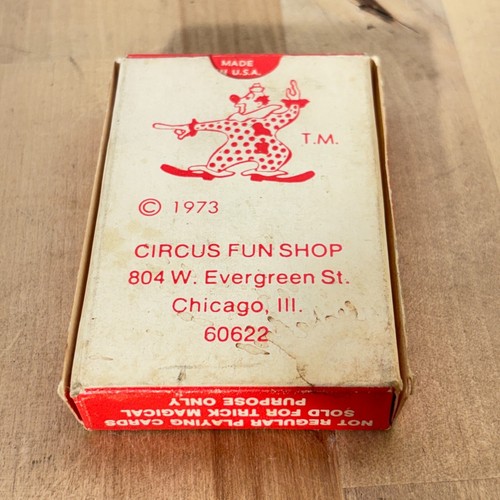 MADE
U.S.A.
T.M.
© 1973
CIRCUS FUN SHOP
804 W. Evergreen St.
Chicago, Ill.
60622
NOT REGULAR PLAYING CARDS
SOLD FOR TRICK MAGICAL
PURPOSE ONLY